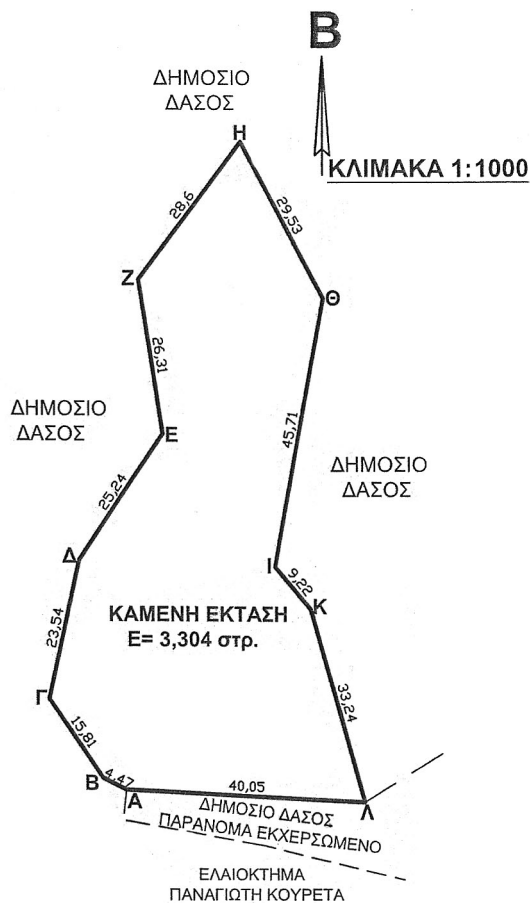 Β
ΔΗΜΟΣΙΟ
ΔΑΣΟΣ
Η
ΚΛΙΜΑΚΑ 1:1000
28,6
29,53
Ζ
Θ
26,31
ΔΗΜΟΣΙΟ
ΔΑΣΟΣ
Ε
45,71
ΔΗΜΟΣΙΟ
ΔΑΣΟΣ
25,24
Δ
Ι
9,22
Κ
ΚΑΜΕΝΗ ΕΚΤΑΣΗ
Ε= 3,304 στρ.
23,54
Γ
33,24
15,81
Β
4,47
Α
40,05
Λ
ΔΗΜΟΣΙΟ ΔΑΣΟΣ
ΠΑΡΑΝΟΜΑ ΕΚΧΕΡΣΩΜΕΝΟ
ΕΛΑΙΟΚΤΗΜΑ
ΠΑΝΑΓΙΩΤΗ ΚΟΥΡΕΤΑ